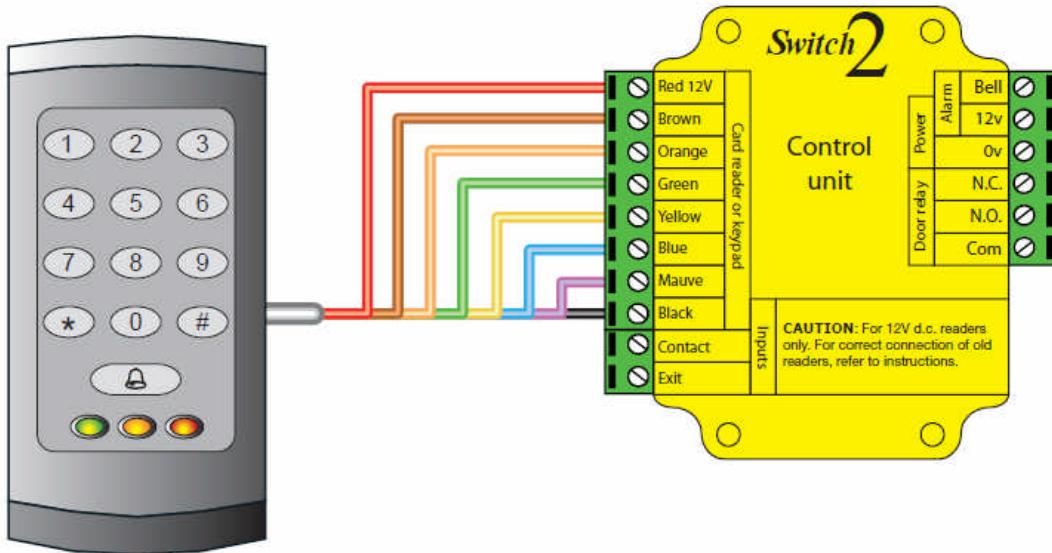 1 2 3
4 5 6
7 8 9
* 0 #
Switch2
Control
unit
Red 12V
Brown
Orange
Green
Yellow
Blue
Mauve
Black
Contact
Exit
Card reader or keypad
Inputs
CAUTION: For 12V d.c. readers
only. For correct connection of old
readers, refer to instructions.
Alarm
Power
Door relay
Bell
12v
0v
N.C.
N.O.
Com